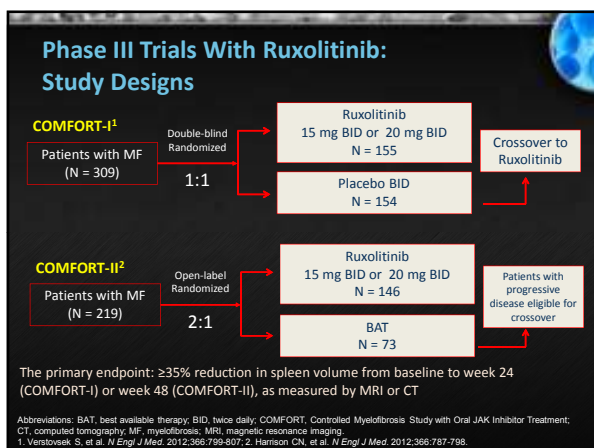 Phase III Trials With Ruxolitinib:
Study Designs
COMFORT-I1
Patients with MF
(N = 309)
Double-blind
Randomized
1:1
Ruxolitinib
15 mg BID or 20 mg BID
N = 155
Placebo BID
N = 154
Crossover to
Ruxolitinib
COMFORT-II2
Patients with MF
(N = 219)
Open-label
Randomized
2:1
Ruxolitinib
15 mg BID or 20 mg BID
N = 146
BAT
N = 73
Patients with
progressive
disease eligible for
crossover
The primary endpoint: ≥35% reduction in spleen volume from baseline to week 24
(COMFORT-I) or week 48 (COMFORT-II), as measured by MRI or CT
Abbreviations: BAT, best available therapy; BID, twice daily; COMFORT, Controlled Myelofibrosis Study with Oral JAK Inhibitor Treatment;
CT, computed tomography; MF, myelofibrosis; MRI, magnetic resonance imaging.
1. Verstovsek S, et al. N Engl J Med. 2012;366:799-807; 2. Harrison CN, et al. N Engl J Med. 2012;366:787-798.